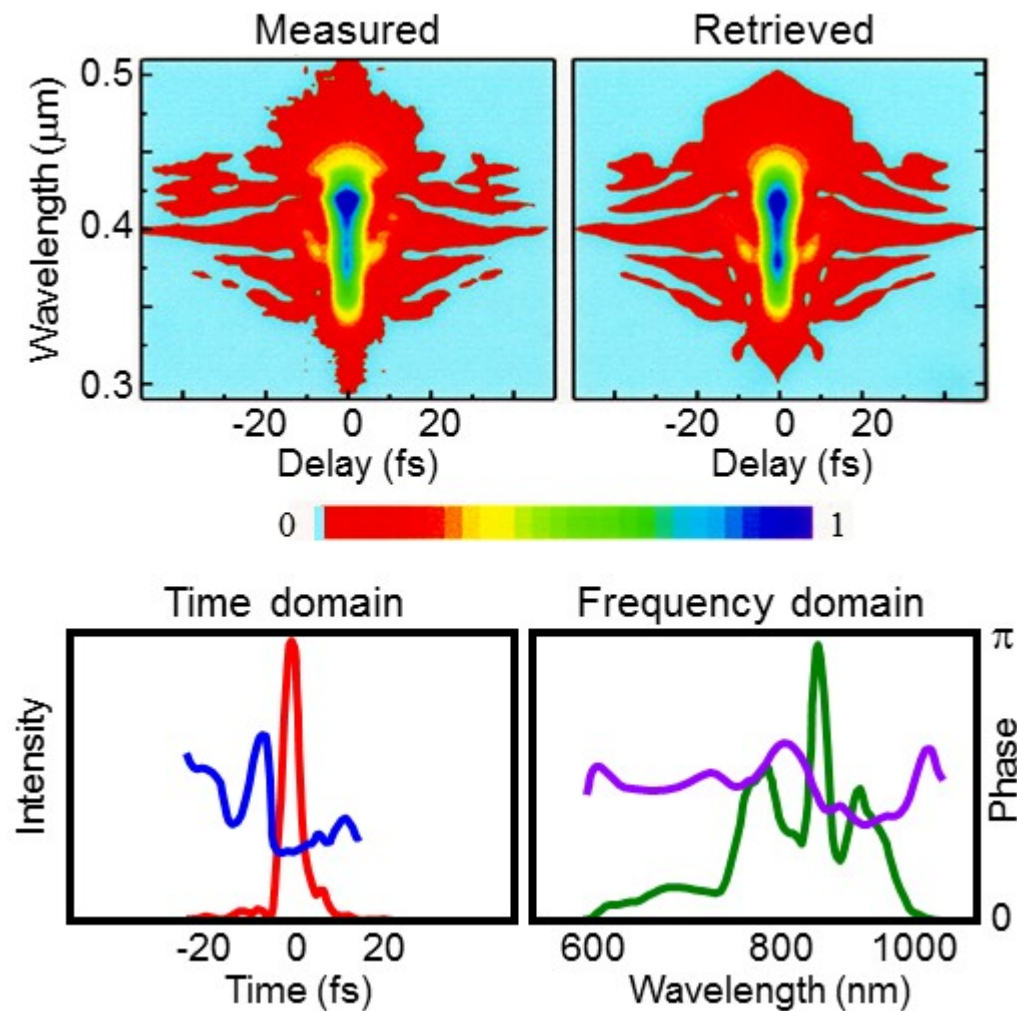 Measured
Retrieved
Wavelength (μm)
0.5
0.4
0.3
-20 0 20
-20 0 20
Delay (fs)
Delay (fs)
0 1
Time domain
Frequency domain
Intensity
π
Phase
0
-20 0 20
600 800 1000
Time (fs)
Wavelength (nm)